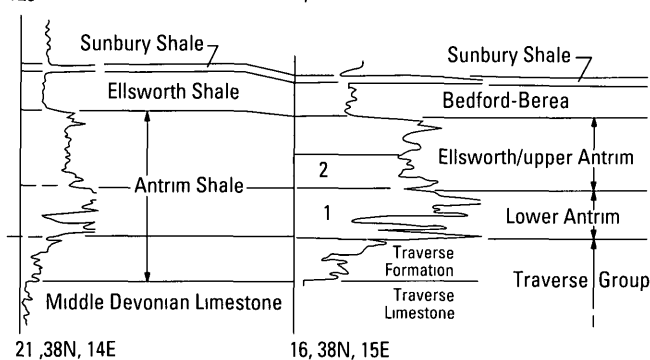 Sunbury Shale
Ellsworth Shale
Antrim Shale
Middle Devonian Limestone
21 ,38N, 14E
Sunbury Shale
Bedford-Berea
2
Ellsworth/upper Antrim
1
Lower Antrim
Traverse
Formation
Traverse
Limestone
Traverse Group
16, 38N, 15E